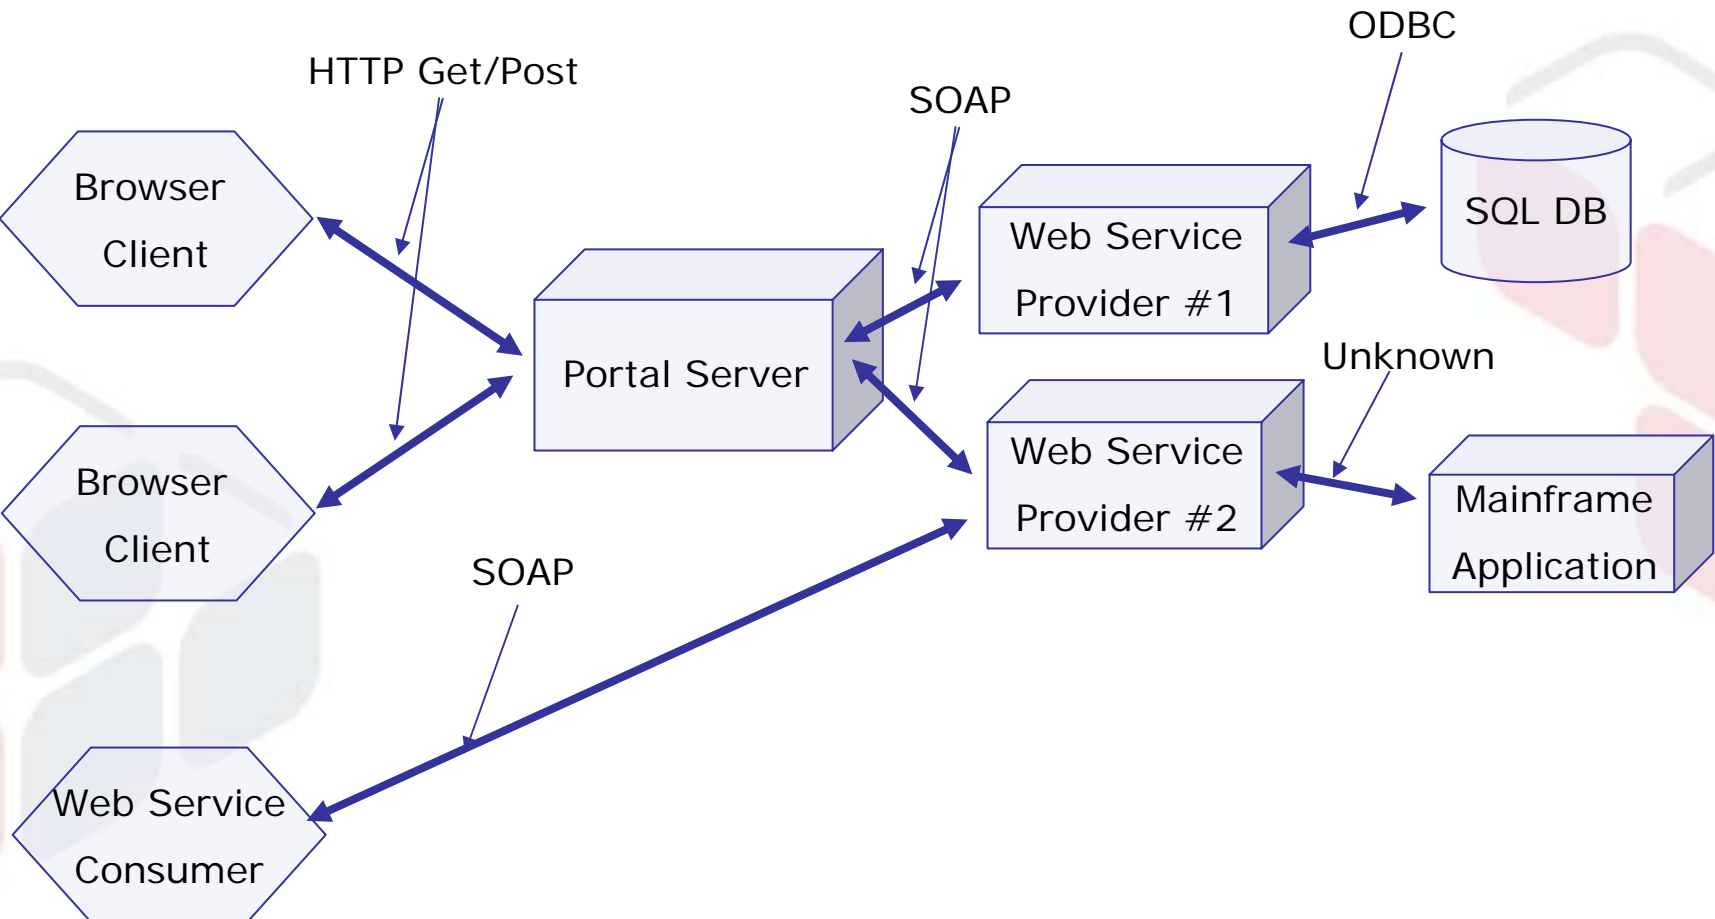 ODBC
HTTP Get/Post
SOAP
Browser
Client
Web Service
Provider #1
SQL DB
Portal Server
Unknown
Browser
Client
Web Service
Provider #2
Mainframe
Application
SOAP
Web Service
Consumer